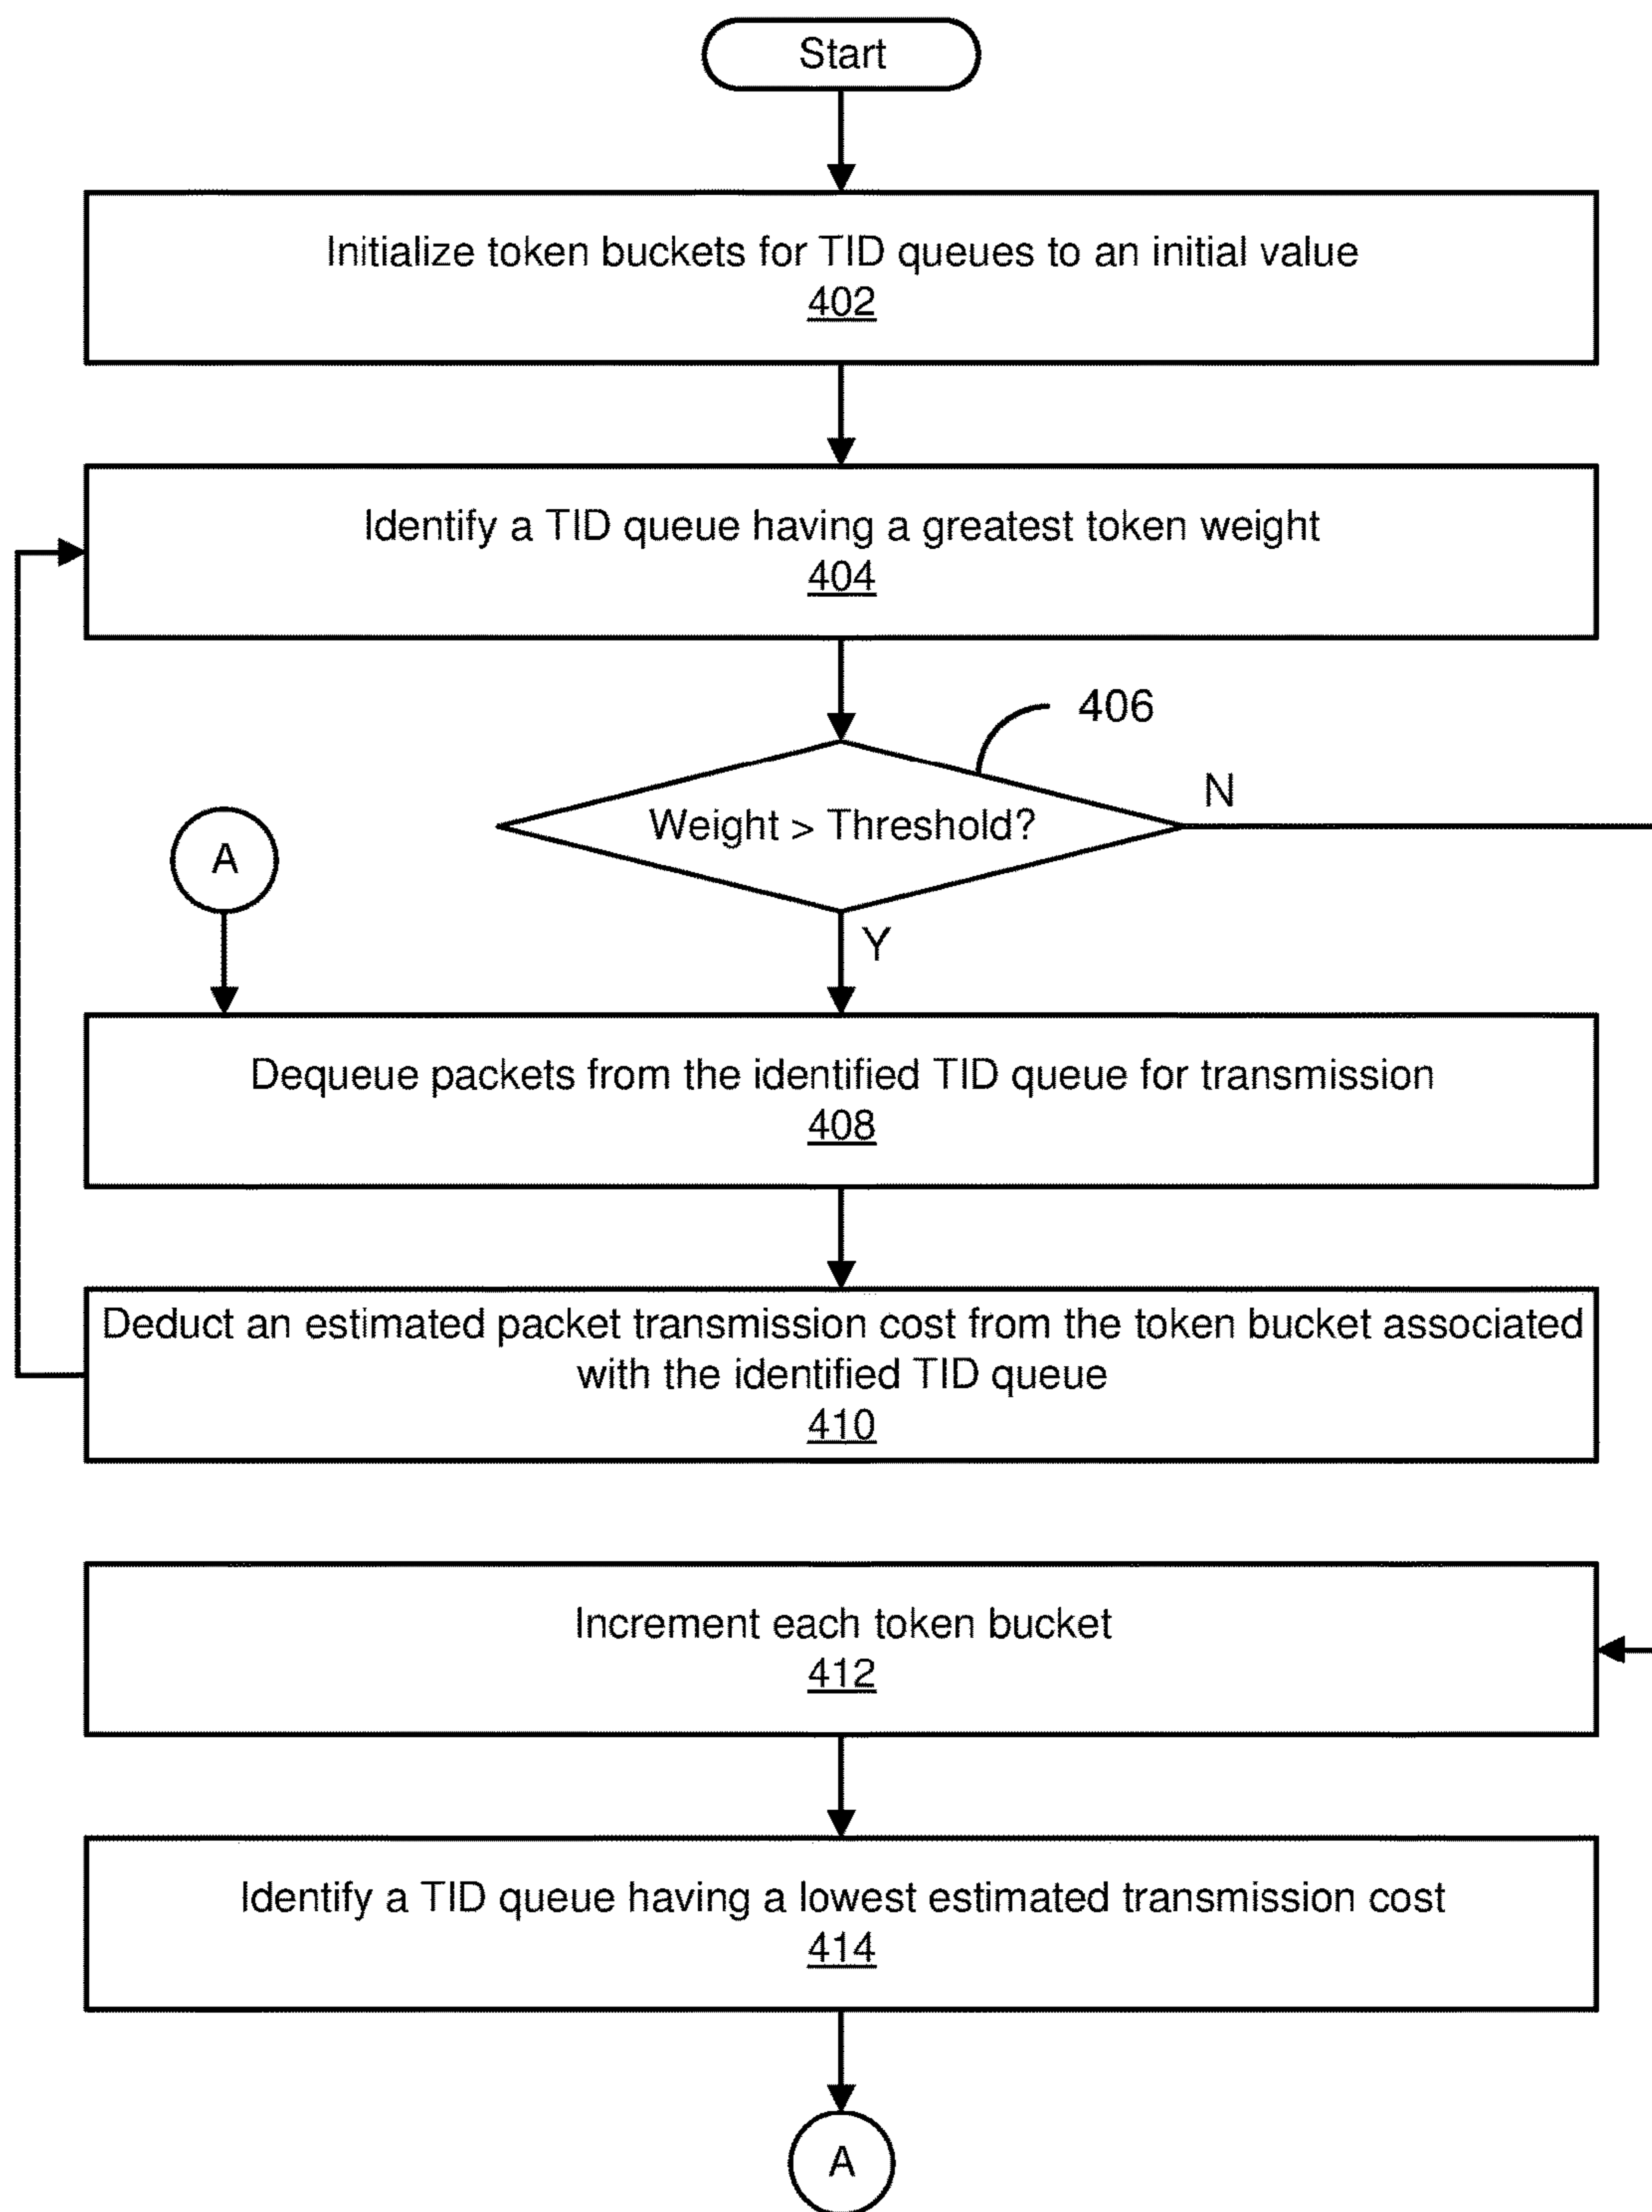 Start
Initialize token buckets for TID queues to an initial value
402
Identify a TID queue having a greatest token weight
404
406
N
Weight > Threshold?
A
Y
Dequeue packets from the identified TID queue for transmission
408
Deduct an estimated packet transmission cost from the token bucket associated
with the identified TID queue
410
Increment each token bucket
412
Identify a TID queue having a lowest estimated transmission cost
414
A